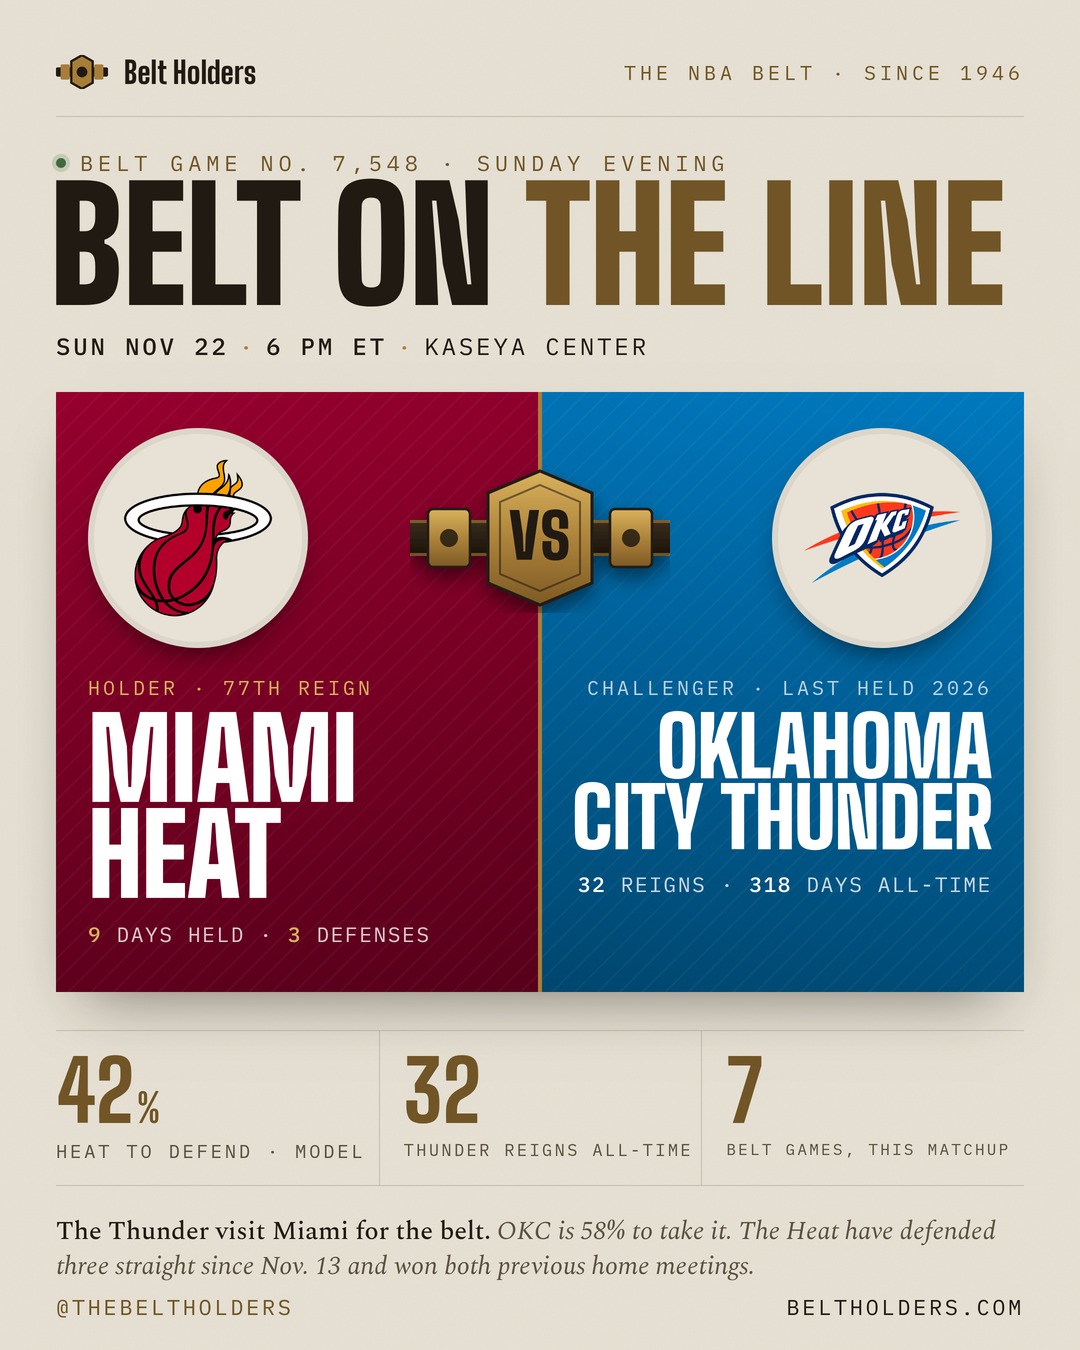 Belt Holders
THE NBA BELT · SINCE 1946
BELT GAME NO. 7,548 · SUNDAY EVENING
BELT ON THE LINE
SUN NOV 22 · 6 PM ET · KASEYA CENTER
VS
OKC
HOLDER · 77TH REIGN
MIAMI
HEAT
9 DAYS HELD · 3 DEFENSES
CHALLENGER · LAST HELD 2026
OKLAHOMA
CITY THUNDER
32 REIGNS · 318 DAYS ALL-TIME
42%
HEAT TO DEFEND · MODEL
32
THUNDER REIGNS ALL-TIME
7
BELT GAMES, THIS MATCHUP
The Thunder visit Miami for the belt. OKC is 58% to take it. The Heat have defended
three straight since Nov. 13 and won both previous home meetings.
@THEBELTHOLDERS
BELTHOLDERS.COM